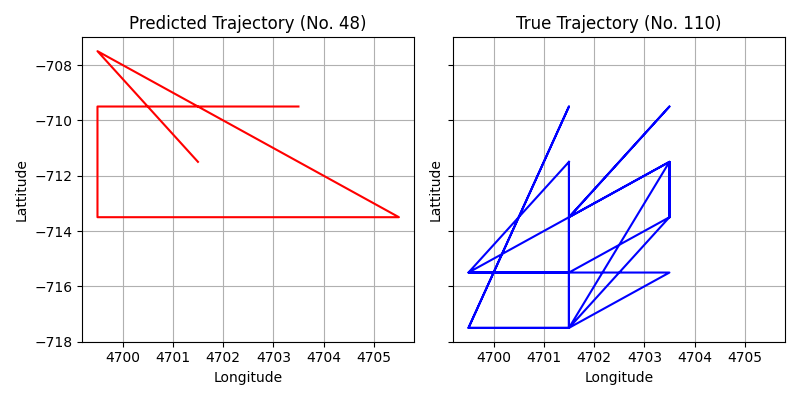 Predicted Trajectory (No. 48)
True Trajectory (No. 110)
Lattitude
−708
−710
−712
−714
−716
−718
4700 4701 4702 4703 4704 4705
Longitude
Lattitude
4700 4701 4702 4703 4704 4705
Longitude